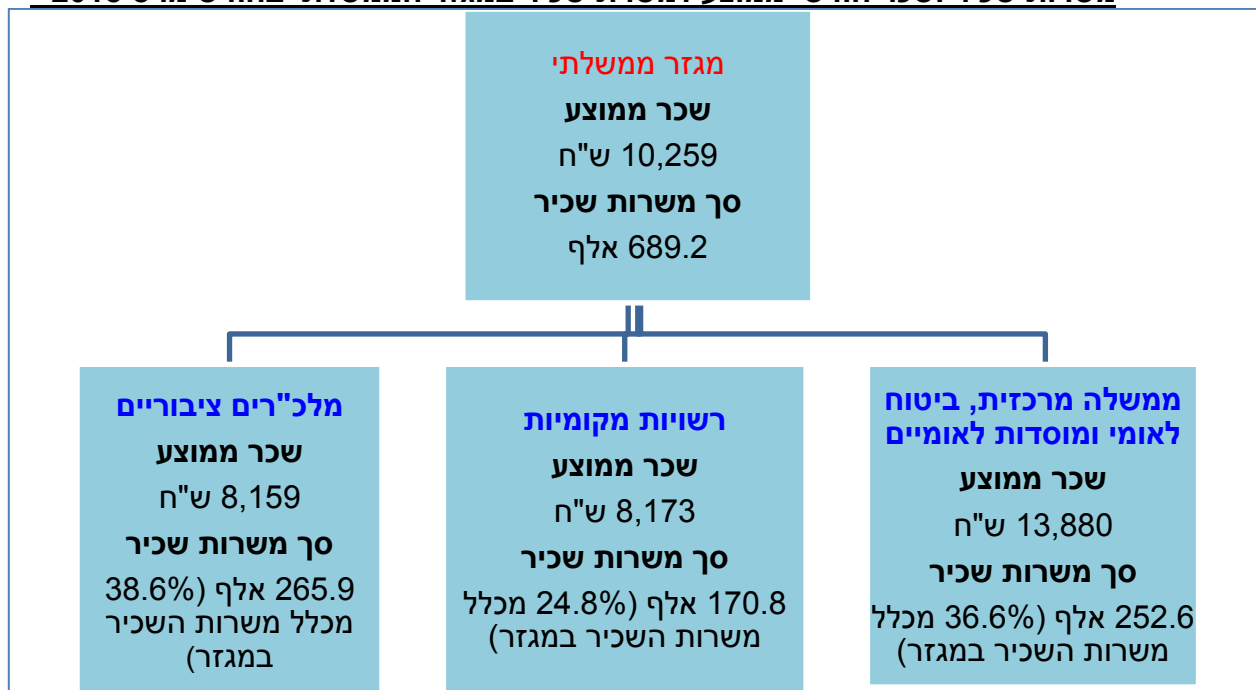 מגזר ממשלתי
שכר ממוצע
10,259 ש"ח
סך משרות שכיר
689.2 אלף
ממשלה מרכזית, ביטוח
לאומי ומוסדות לאומיים
שכר ממוצע
13,880 ש"ח
סך משרות שכיר
252.6 אלף (36.6% מכלל
משרות השכיר במגזר)
רשויות מקומיות
שכר ממוצע
8,173 ש"ח
סך משרות שכיר
170.8 אלף (24.8% מכלל
משרות השכיר במגזר)
מלכ"רים ציבוריים
שכר ממוצע
8,159 ש"ח
סך משרות שכיר
265.9 אלף (38.6%
מכלל משרות השכיר
במגזר)